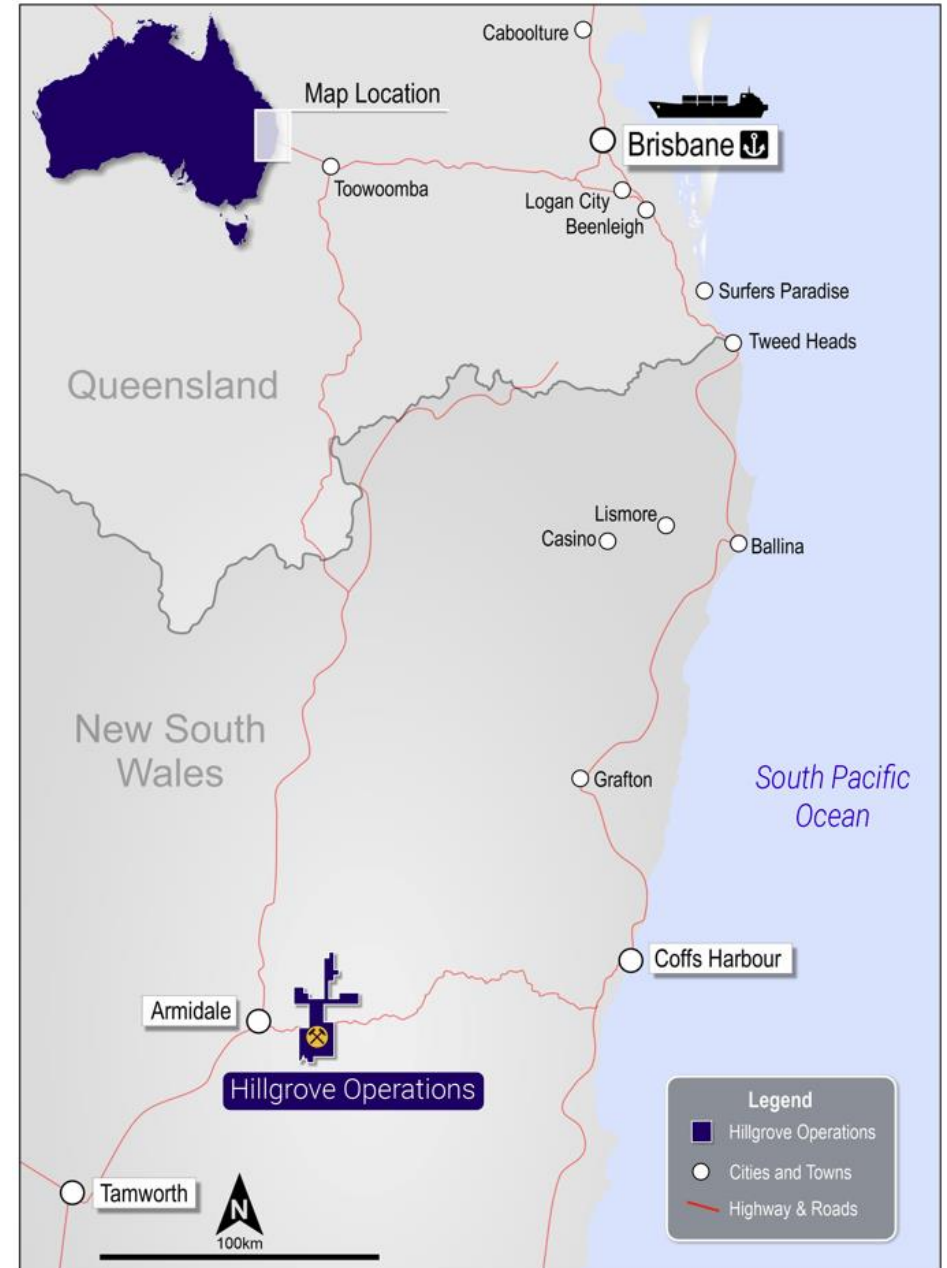 Caboolture
Map Location
Brisbane
Toowoomba
Logan City
Beenleigh
Surfers Paradise
Tweed Heads
Queensland
Lismore
Casino
Ballina
New South
Wales
Grafton
South Pacific
Ocean
Coffs Harbour
Armidale
Hillgrove Operations
Legend
Hillgrove Operations
Cities and Towns
Highway & Roads
Tamworth
N
100km